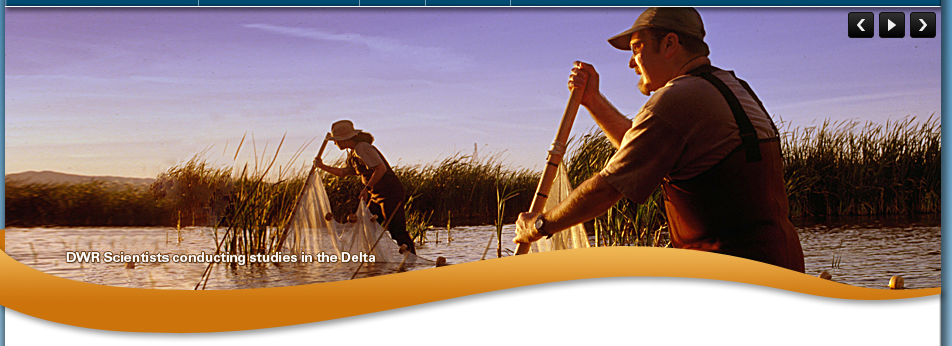 DWR Scientists conducting studies in the Delta